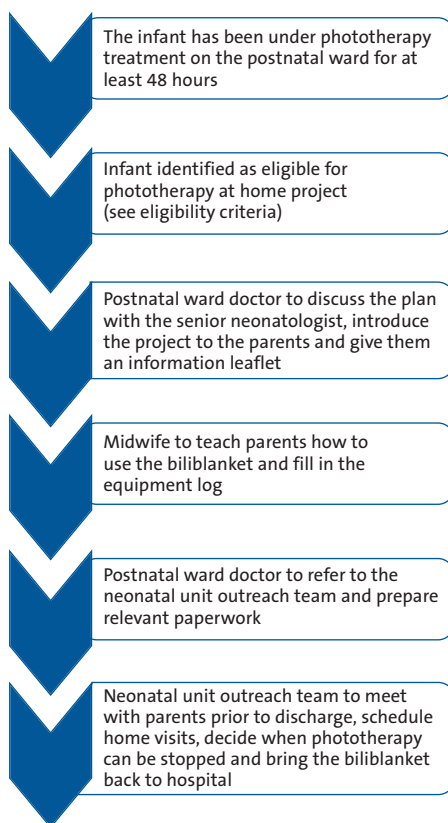 The infant has been under phototherapy
treatment on the postnatal ward for at
least 48 hours
Infant identified as eligible for
phototherapy at home project
(see eligibility criteria)
Postnatal ward doctor to discuss the plan
with the senior neonatologist, introduce
the project to the parents and give them
an information leaflet
Midwife to teach parents how to
use the biliblanket and fill in the
equipment log
Postnatal ward doctor to refer to the
neonatal unit outreach team and prepare
relevant paperwork
Neonatal unit outreach team to meet
with parents prior to discharge, schedule
home visits, decide when phototherapy
can be stopped and bring the biliblanket
back to hospital